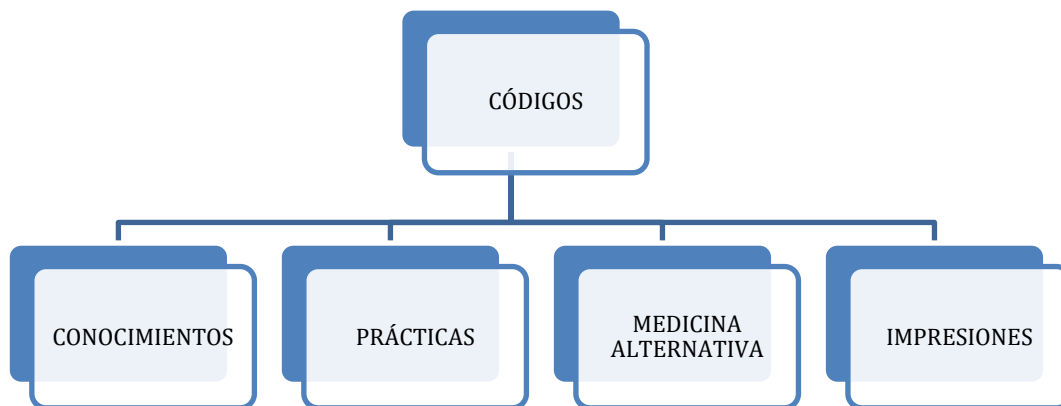 CÓDIGOS
CONOCIMIENTOS
PRÁCTICAS
MEDICINA
ALTERNATIVA
IMPRESIONES